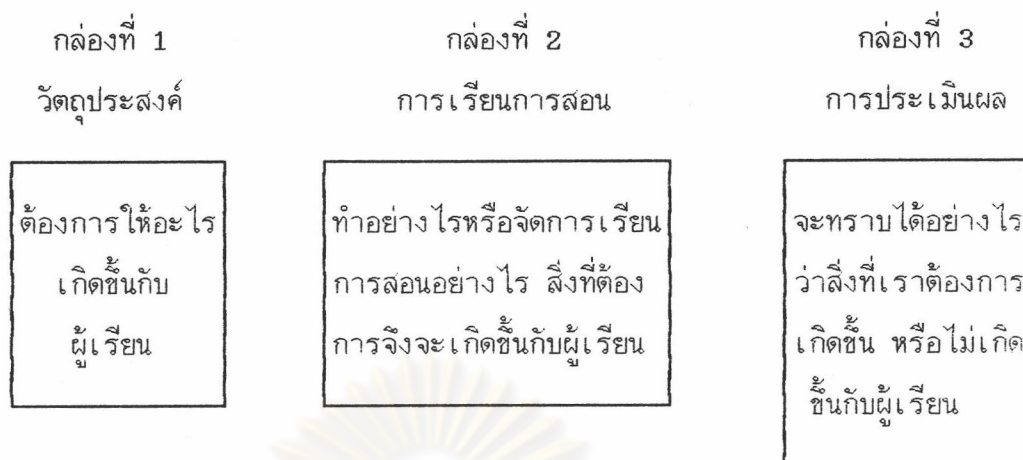 กล่องที่ 1
วัตถุประสงค์
ต้องการให้อะไร
เกิดขึ้นกับ
ผู้เรียน
กล่องที่ 2
การเรียนการสอน
ทำอย่างไรหรือจัดการเรียน
การสอนอย่างไร สิ่งที่ต้อง
การจึงจะเกิดขึ้นกับผู้เรียน
กล่องที่ 3
การประเมินผล
จะทราบได้อย่างไร
ว่าสิ่งที่เราต้องการ
เกิดขึ้น หรือไม่เกิด
ขึ้นกับผู้เรียน